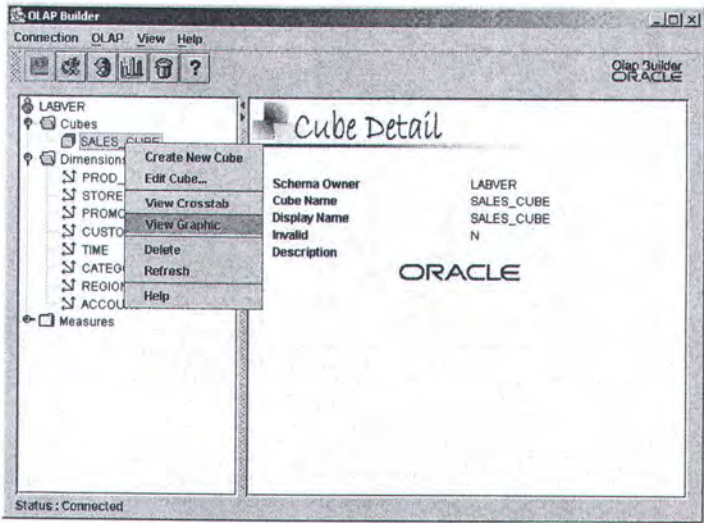 OLAP Builder
Connection OLAP View Help
?
Olap Builder
ORACLE
LABVER
Cubes
SALES_CUBE
Dimensions
PROD_
STORE
PROMO
CUSTO
TIME
CATEG
REGION
ACCOU
Measures
Create New Cube
Edit Cube...
View Crosstab
View Graphic
Delete
Refresh
Help
Cube Detail
Schema Owner LABVER
Cube Name SALES_CUBE
Display Name SALES_CUBE
Invalid N
Description
ORACLE
Status : Connected